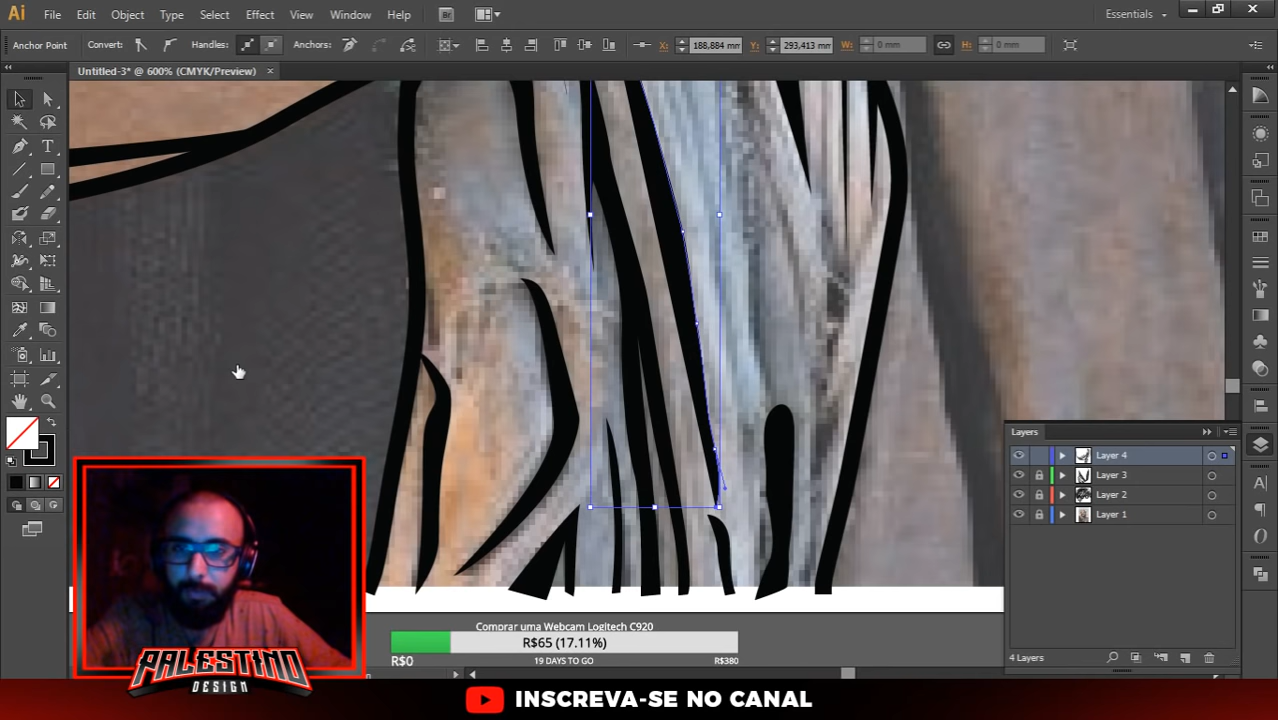 Ai File Edit Object Type Select Effect View Window Help Br Essentials
Anchor Point Convert: Handles: Anchors: X: 188,884 mm Y: 293,413 mm W: 0 mm H: 0 mm
Untitled-3* @ 600% (CMYK/Preview)
Layers
Layer 4
Layer 3
Layer 2
Layer 1
4 Layers
Comprar uma Webcam Logitech C920
R$65 (17.11%)
R$0 19 DAYS TO GO R$380
PALESTINO
DESIGN
INSCREVA-SE NO CANAL